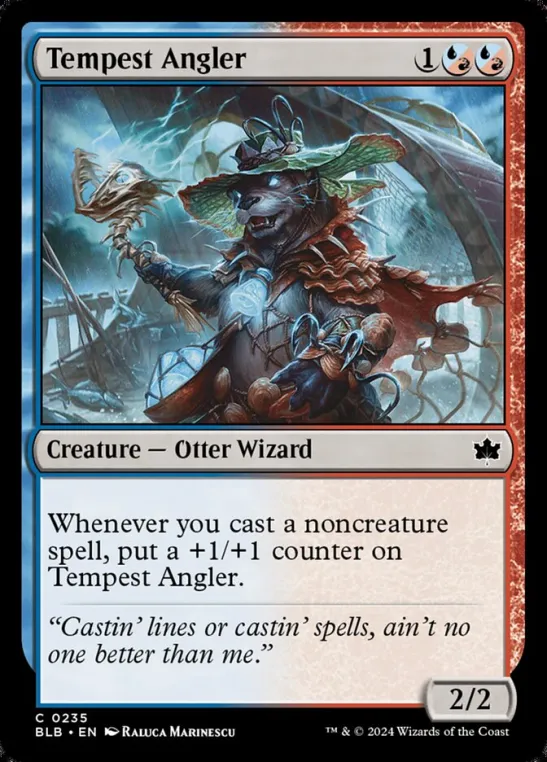 Tempest Angler 1
Creature — Otter Wizard
Whenever you cast a noncreature
spell, put a +1/+1 counter on
Tempest Angler.
“Castin’ lines or castin’ spells, ain’t no
one better than me.”
2/2
C 0235
BLB • EN Raluca Marinescu
™ & © 2024 Wizards of the Coast